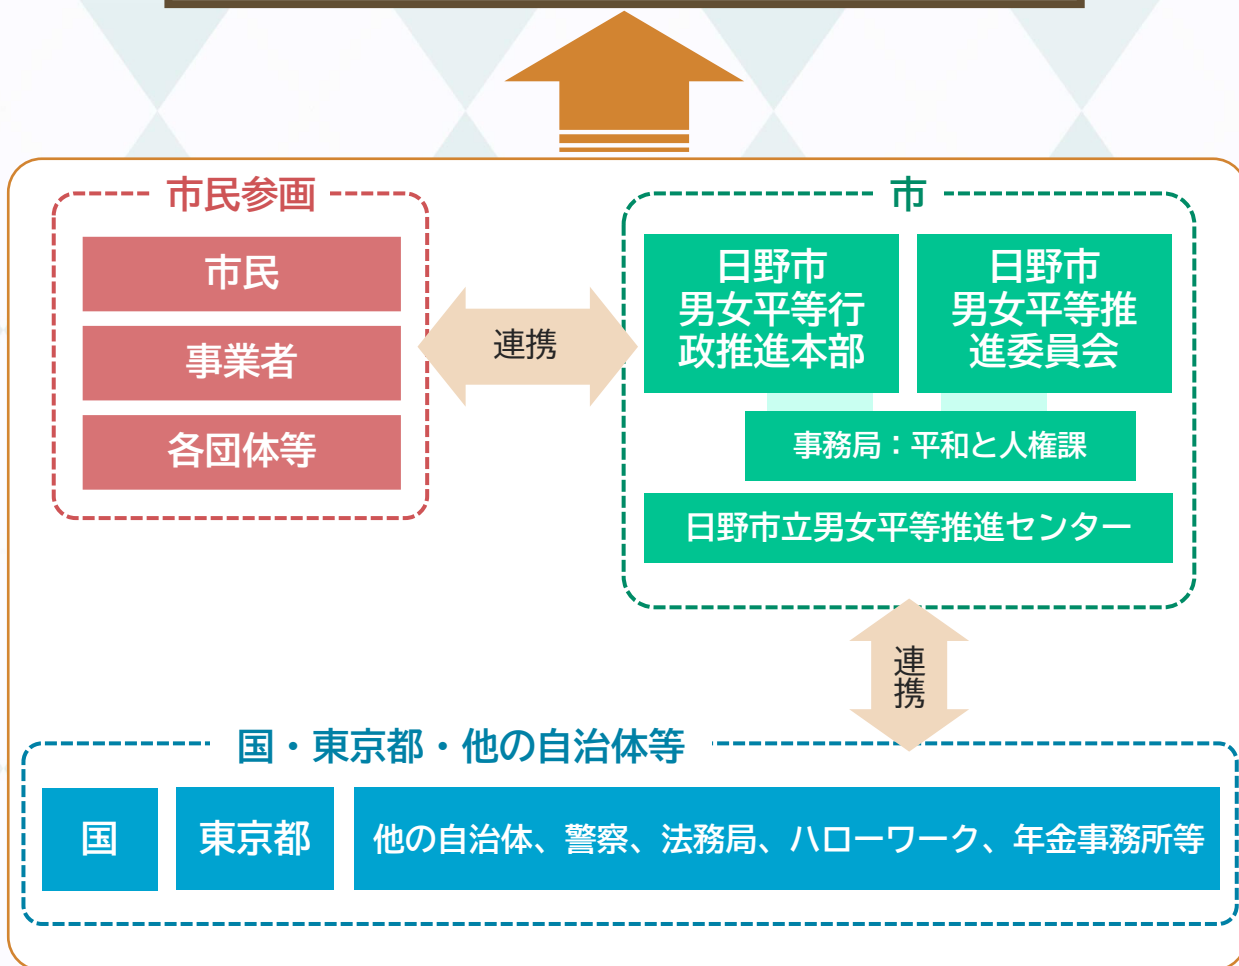 市民参画
市民
事業者
各団体等
連携
市
日野市
男女平等行
政推進本部
日野市
男女平等推
進委員会
事務局：平和と人権課
日野市立男女平等推進センター
連携
国・東京都・他の自治体等
国
東京都
他の自治体、警察、法務局、ハローワーク、年金事務所等